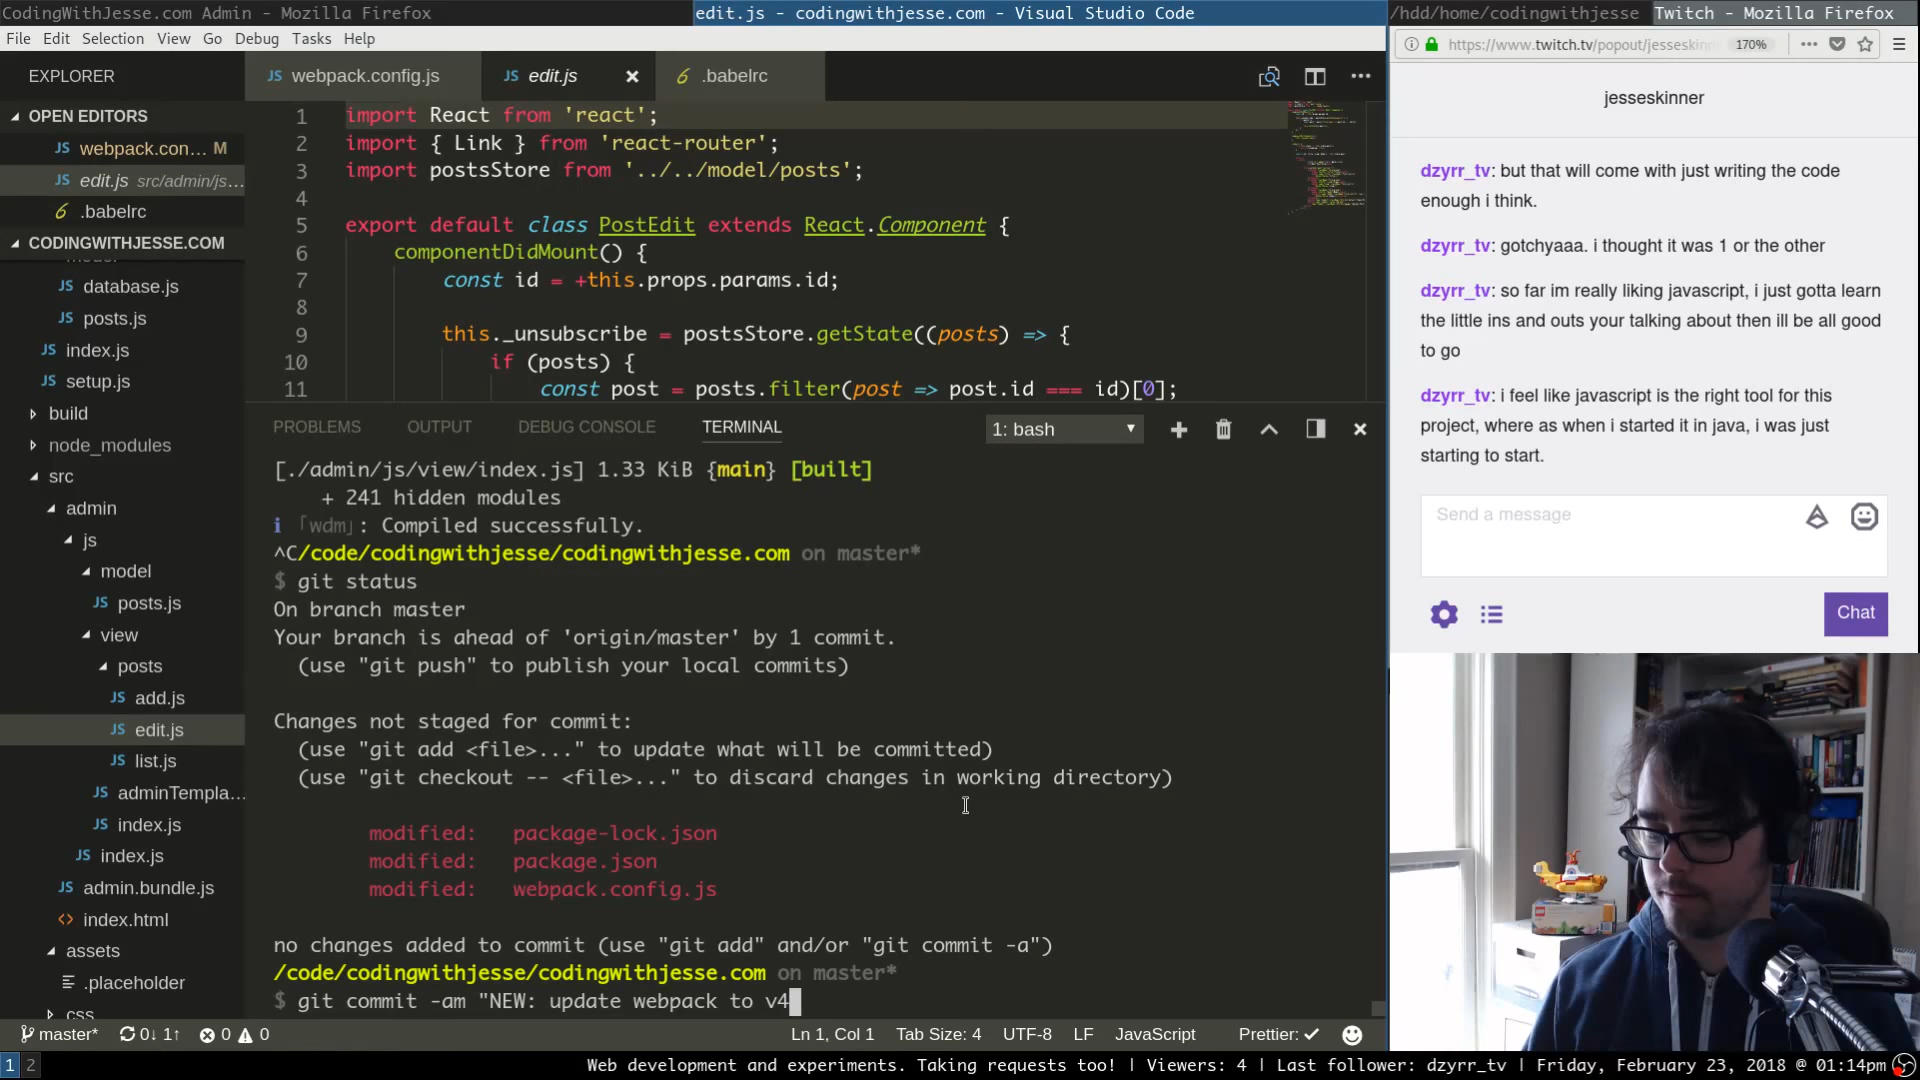 CodingWithJesse.com Admin - Mozilla Firefox
edit.js - codingwithjesse.com - Visual Studio Code
/hdd/home/codingwithjesse
Twitch - Mozilla Firefox
File Edit Selection View Go Debug Tasks Help
https://www.twitch.tv/popout/jesseskinn
170%
EXPLORER
JS webpack.config.js
JS edit.js
6 .babelrc
jesseskinner
OPEN EDITORS
JS webpack.con... M
JS edit.js src/admin/js...
6 .babelrc
CODINGWITHJESSE.COM
JS database.js
JS posts.js
JS index.js
JS setup.js
build
node_modules
src
admin
js
model
JS posts.js
view
posts
JS add.js
JS edit.js
JS list.js
JS adminTempla...
JS index.js
JS index.js
JS admin.bundle.js
<> index.html
assets
.placeholder
css
1 import React from 'react';
2 import { Link } from 'react-router';
3 import postsStore from '../../model/posts';
4
5 export default class PostEdit extends React.Component {
6 componentDidMount() {
7 const id = +this.props.params.id;
8
9 this._unsubscribe = postsStore.getState((posts) => {
10 if (posts) {
11 const post = posts.filter(post => post.id === id)[0];
PROBLEMS OUTPUT DEBUG CONSOLE TERMINAL
1: bash
[./admin/js/view/index.js] 1.33 KiB {main} [built]
+ 241 hidden modules
i ｢wdm｣: Compiled successfully.
^C/code/codingwithjesse/codingwithjesse.com on master*
$ git status
On branch master
Your branch is ahead of 'origin/master' by 1 commit.
(use "git push" to publish your local commits)
Changes not staged for commit:
(use "git add <file>..." to update what will be committed)
(use "git checkout -- <file>..." to discard changes in working directory)
modified: package-lock.json
modified: package.json
modified: webpack.config.js
no changes added to commit (use "git add" and/or "git commit -a")
/code/codingwithjesse/codingwithjesse.com on master*
$ git commit -am "NEW: update webpack to v4
dzyrr_tv: but that will come with just writing the code
enough i think.
dzyrr_tv: gotchyaaa. i thought it was 1 or the other
dzyrr_tv: so far im really liking javascript, i just gotta learn
the little ins and outs your talking about then ill be all good
to go
dzyrr_tv: i feel like javascript is the right tool for this
project, where as when i started it in java, i was just
starting to start.
Send a message
Chat
master* 0↓ 1↑ 0 0
Ln 1, Col 1 Tab Size: 4 UTF-8 LF JavaScript Prettier: ✓
1 2
Web development and experiments. Taking requests too! | Viewers: 4 | Last follower: dzyrr_tv | Friday, February 23, 2018 @ 01:14pm